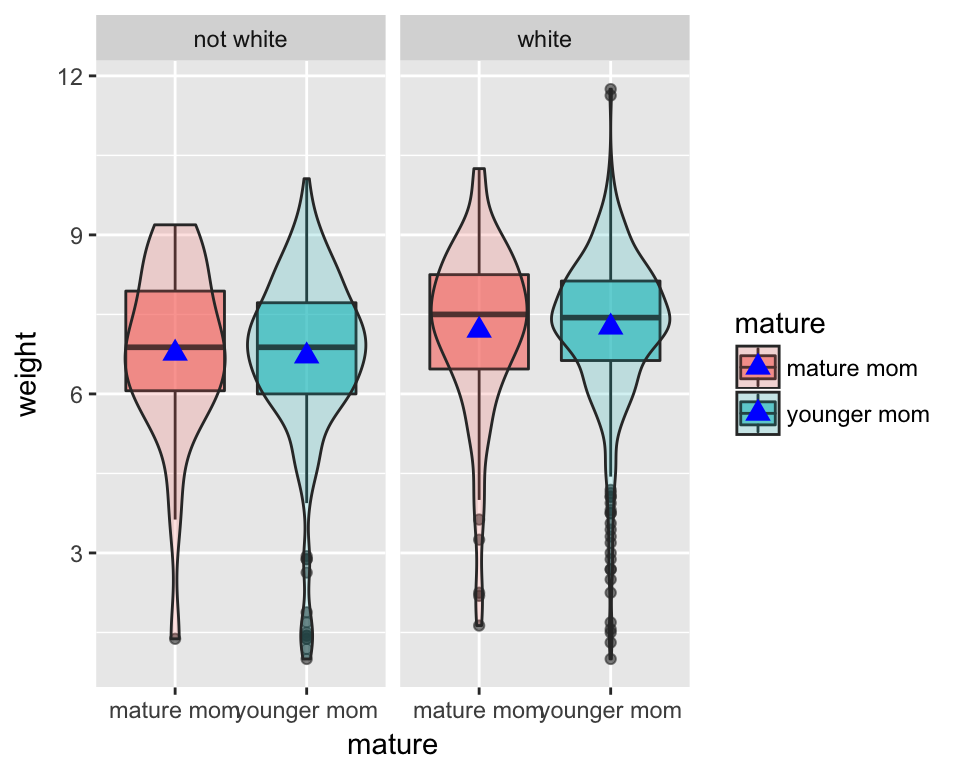 not white
white
12
9
6
3
weight
mature mom
younger mom
mature mom
younger mom
mature
mature
mature mom
younger mom